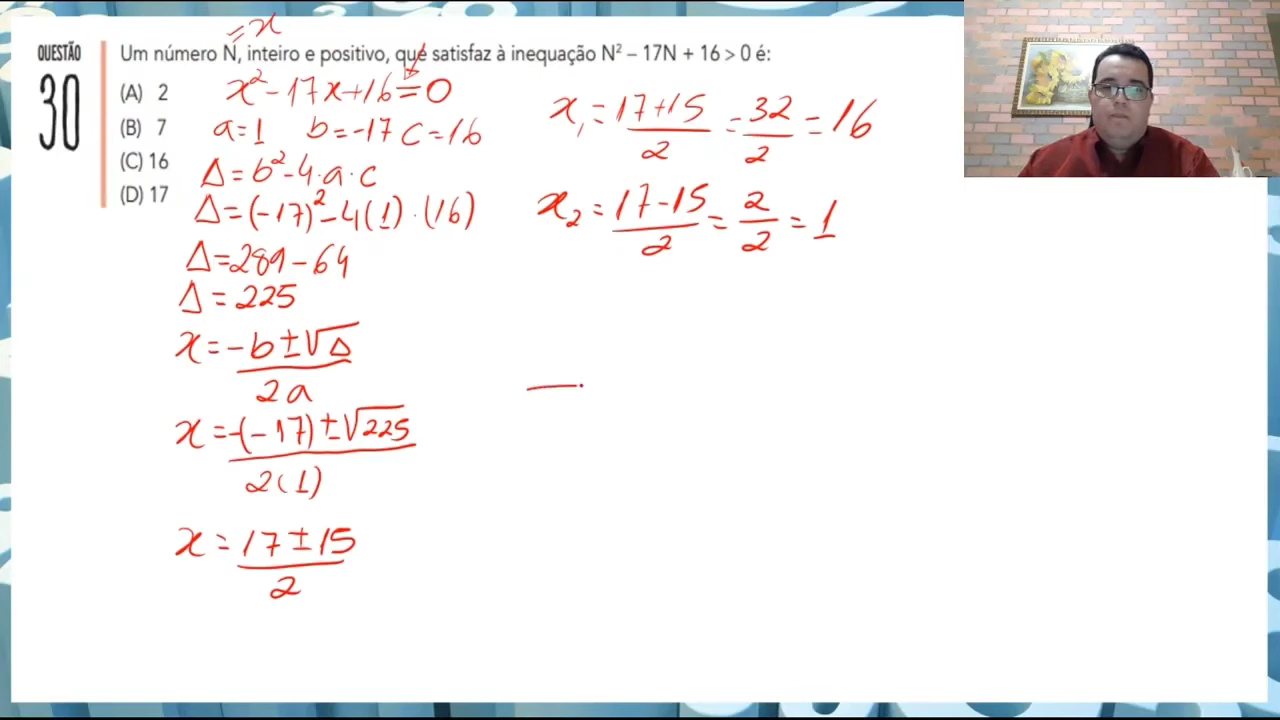 = x
QUESTÃO
30
Um número N, inteiro e positivo, que satisfaz à inequação N² – 17N + 16 > 0 é:
(A) 2
(B) 7
(C) 16
(D) 17
x² - 17x + 16 = 0
a = 1 b = -17 c = 16
Δ = b² - 4·a·c
Δ = (-17)² - 4(1)·(16)
Δ = 289 - 64
Δ = 225
x = -b ± √Δ / 2a
x = -(-17) ± √225 / 2(1)
x = 17 ± 15 / 2
x₁ = 17 + 15 / 2 = 32 / 2 = 16
x₂ = 17 - 15 / 2 = 2 / 2 = 1